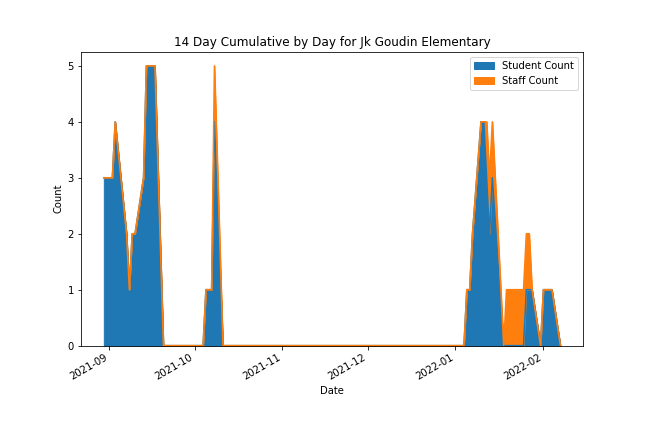 14 Day Cumulative by Day for Jk Goudin Elementary
Student Count
Staff Count
5
4
3
2
1
0
Count
2021-09
2021-10
2021-11
2021-12
2022-01
2022-02
Date